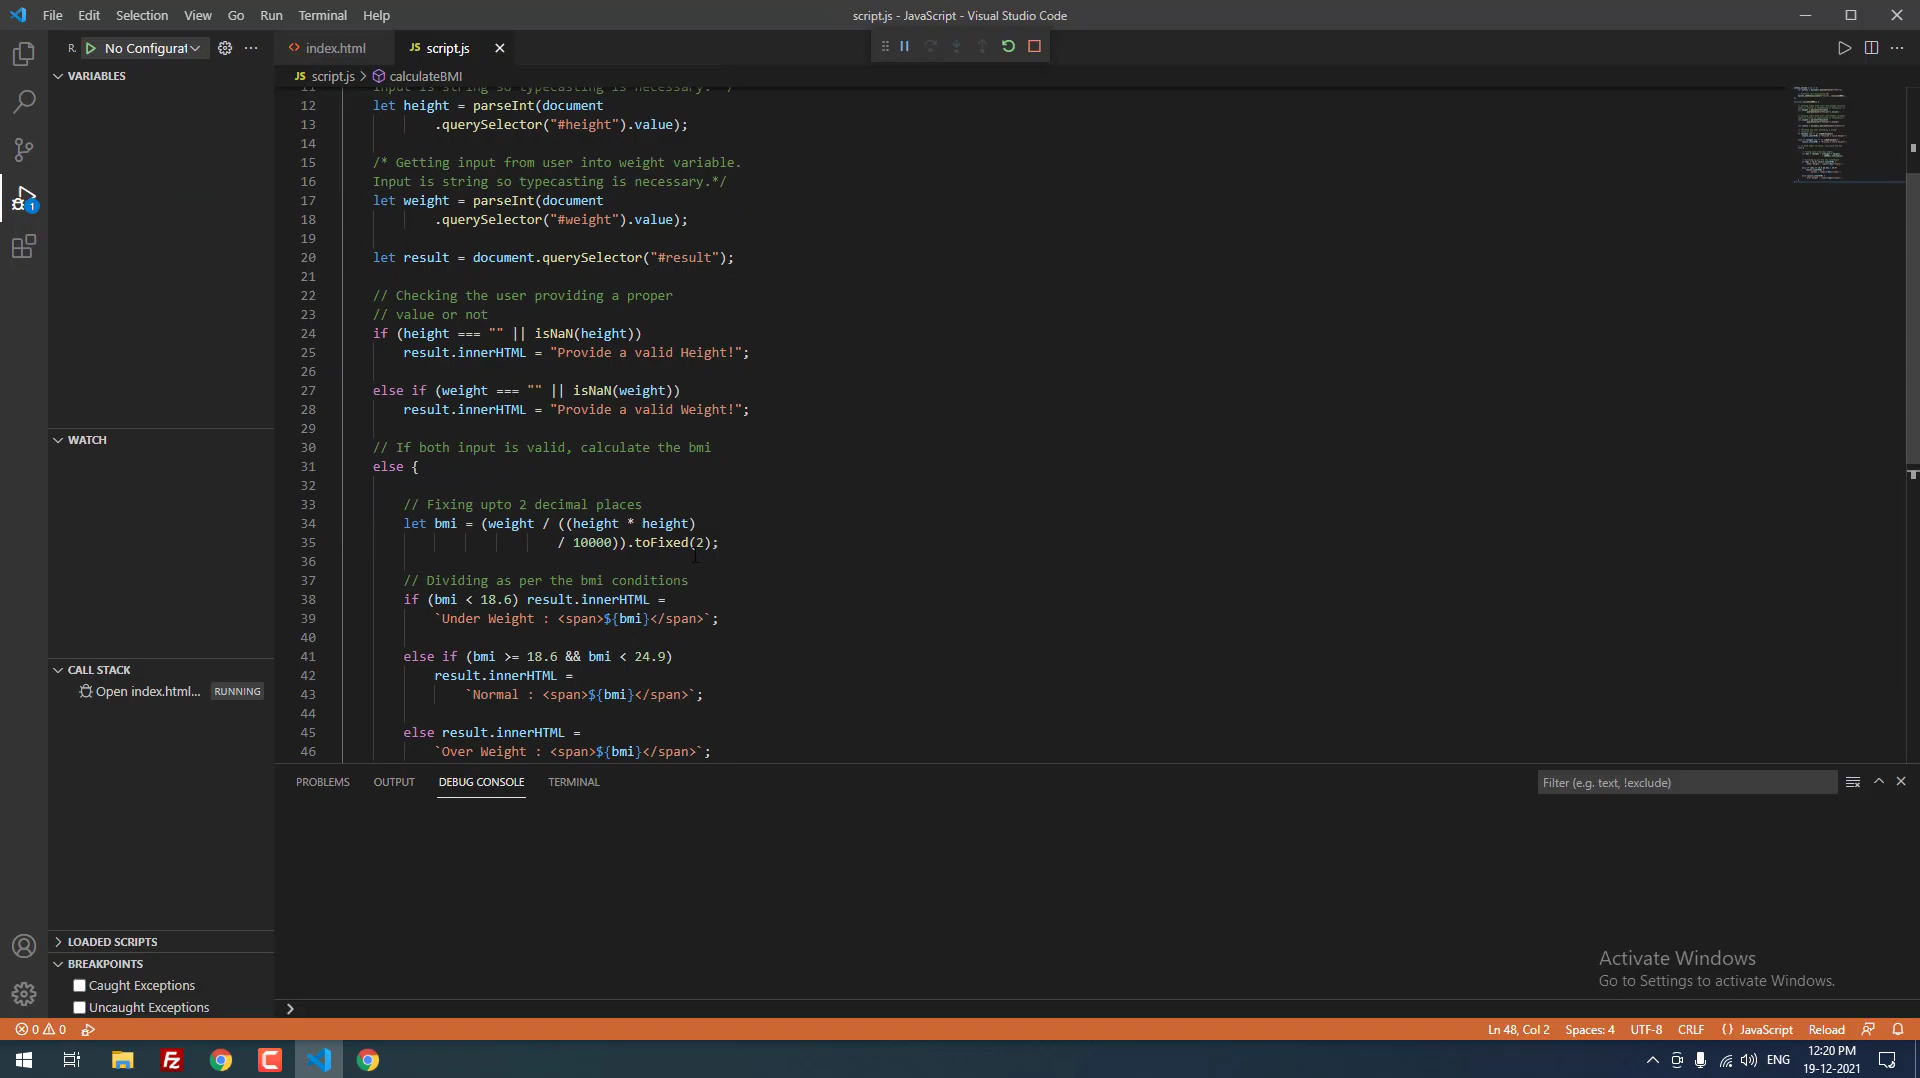 File Edit Selection View Go Run Terminal Help
script.js - JavaScript - Visual Studio Code
R. No Configurat
index.html
JS script.js
JS script.js > calculateBMI
VARIABLES
Input is string so typecasting is necessary.*/
12 let height = parseInt(document
13 .querySelector("#height").value);
14
15 /* Getting input from user into weight variable.
16 Input is string so typecasting is necessary.*/
17 let weight = parseInt(document
18 .querySelector("#weight").value);
19
20 let result = document.querySelector("#result");
21
22 // Checking the user providing a proper
23 // value or not
24 if (height === "" || isNaN(height))
25 result.innerHTML = "Provide a valid Height!";
26
27 else if (weight === "" || isNaN(weight))
28 result.innerHTML = "Provide a valid Weight!";
29
30 // If both input is valid, calculate the bmi
31 else {
32
33 // Fixing upto 2 decimal places
34 let bmi = (weight / ((height * height)
35 / 10000)).toFixed(2);
36
37 // Dividing as per the bmi conditions
38 if (bmi < 18.6) result.innerHTML =
39 `Under Weight : <span>${bmi}</span>`;
40
41 else if (bmi >= 18.6 && bmi < 24.9)
42 result.innerHTML =
43 `Normal : <span>${bmi}</span>`;
44
45 else result.innerHTML =
46 `Over Weight : <span>${bmi}</span>`;
WATCH
CALL STACK
Open index.html... RUNNING
LOADED SCRIPTS
BREAKPOINTS
Caught Exceptions
Uncaught Exceptions
PROBLEMS OUTPUT DEBUG CONSOLE TERMINAL
Filter (e.g. text, !exclude)
Activate Windows
Go to Settings to activate Windows.
0 0
Ln 48, Col 2 Spaces: 4 UTF-8 CRLF {} JavaScript Reload
1
Fz
C
ENG
12:20 PM
19-12-2021